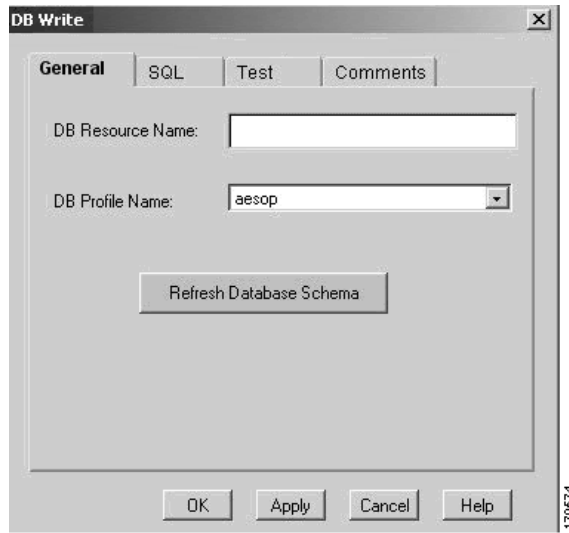 DB Write
General SQL Test Comments
DB Resource Name:
DB Profile Name: aesop
Refresh Database Schema
OK Apply Cancel Help